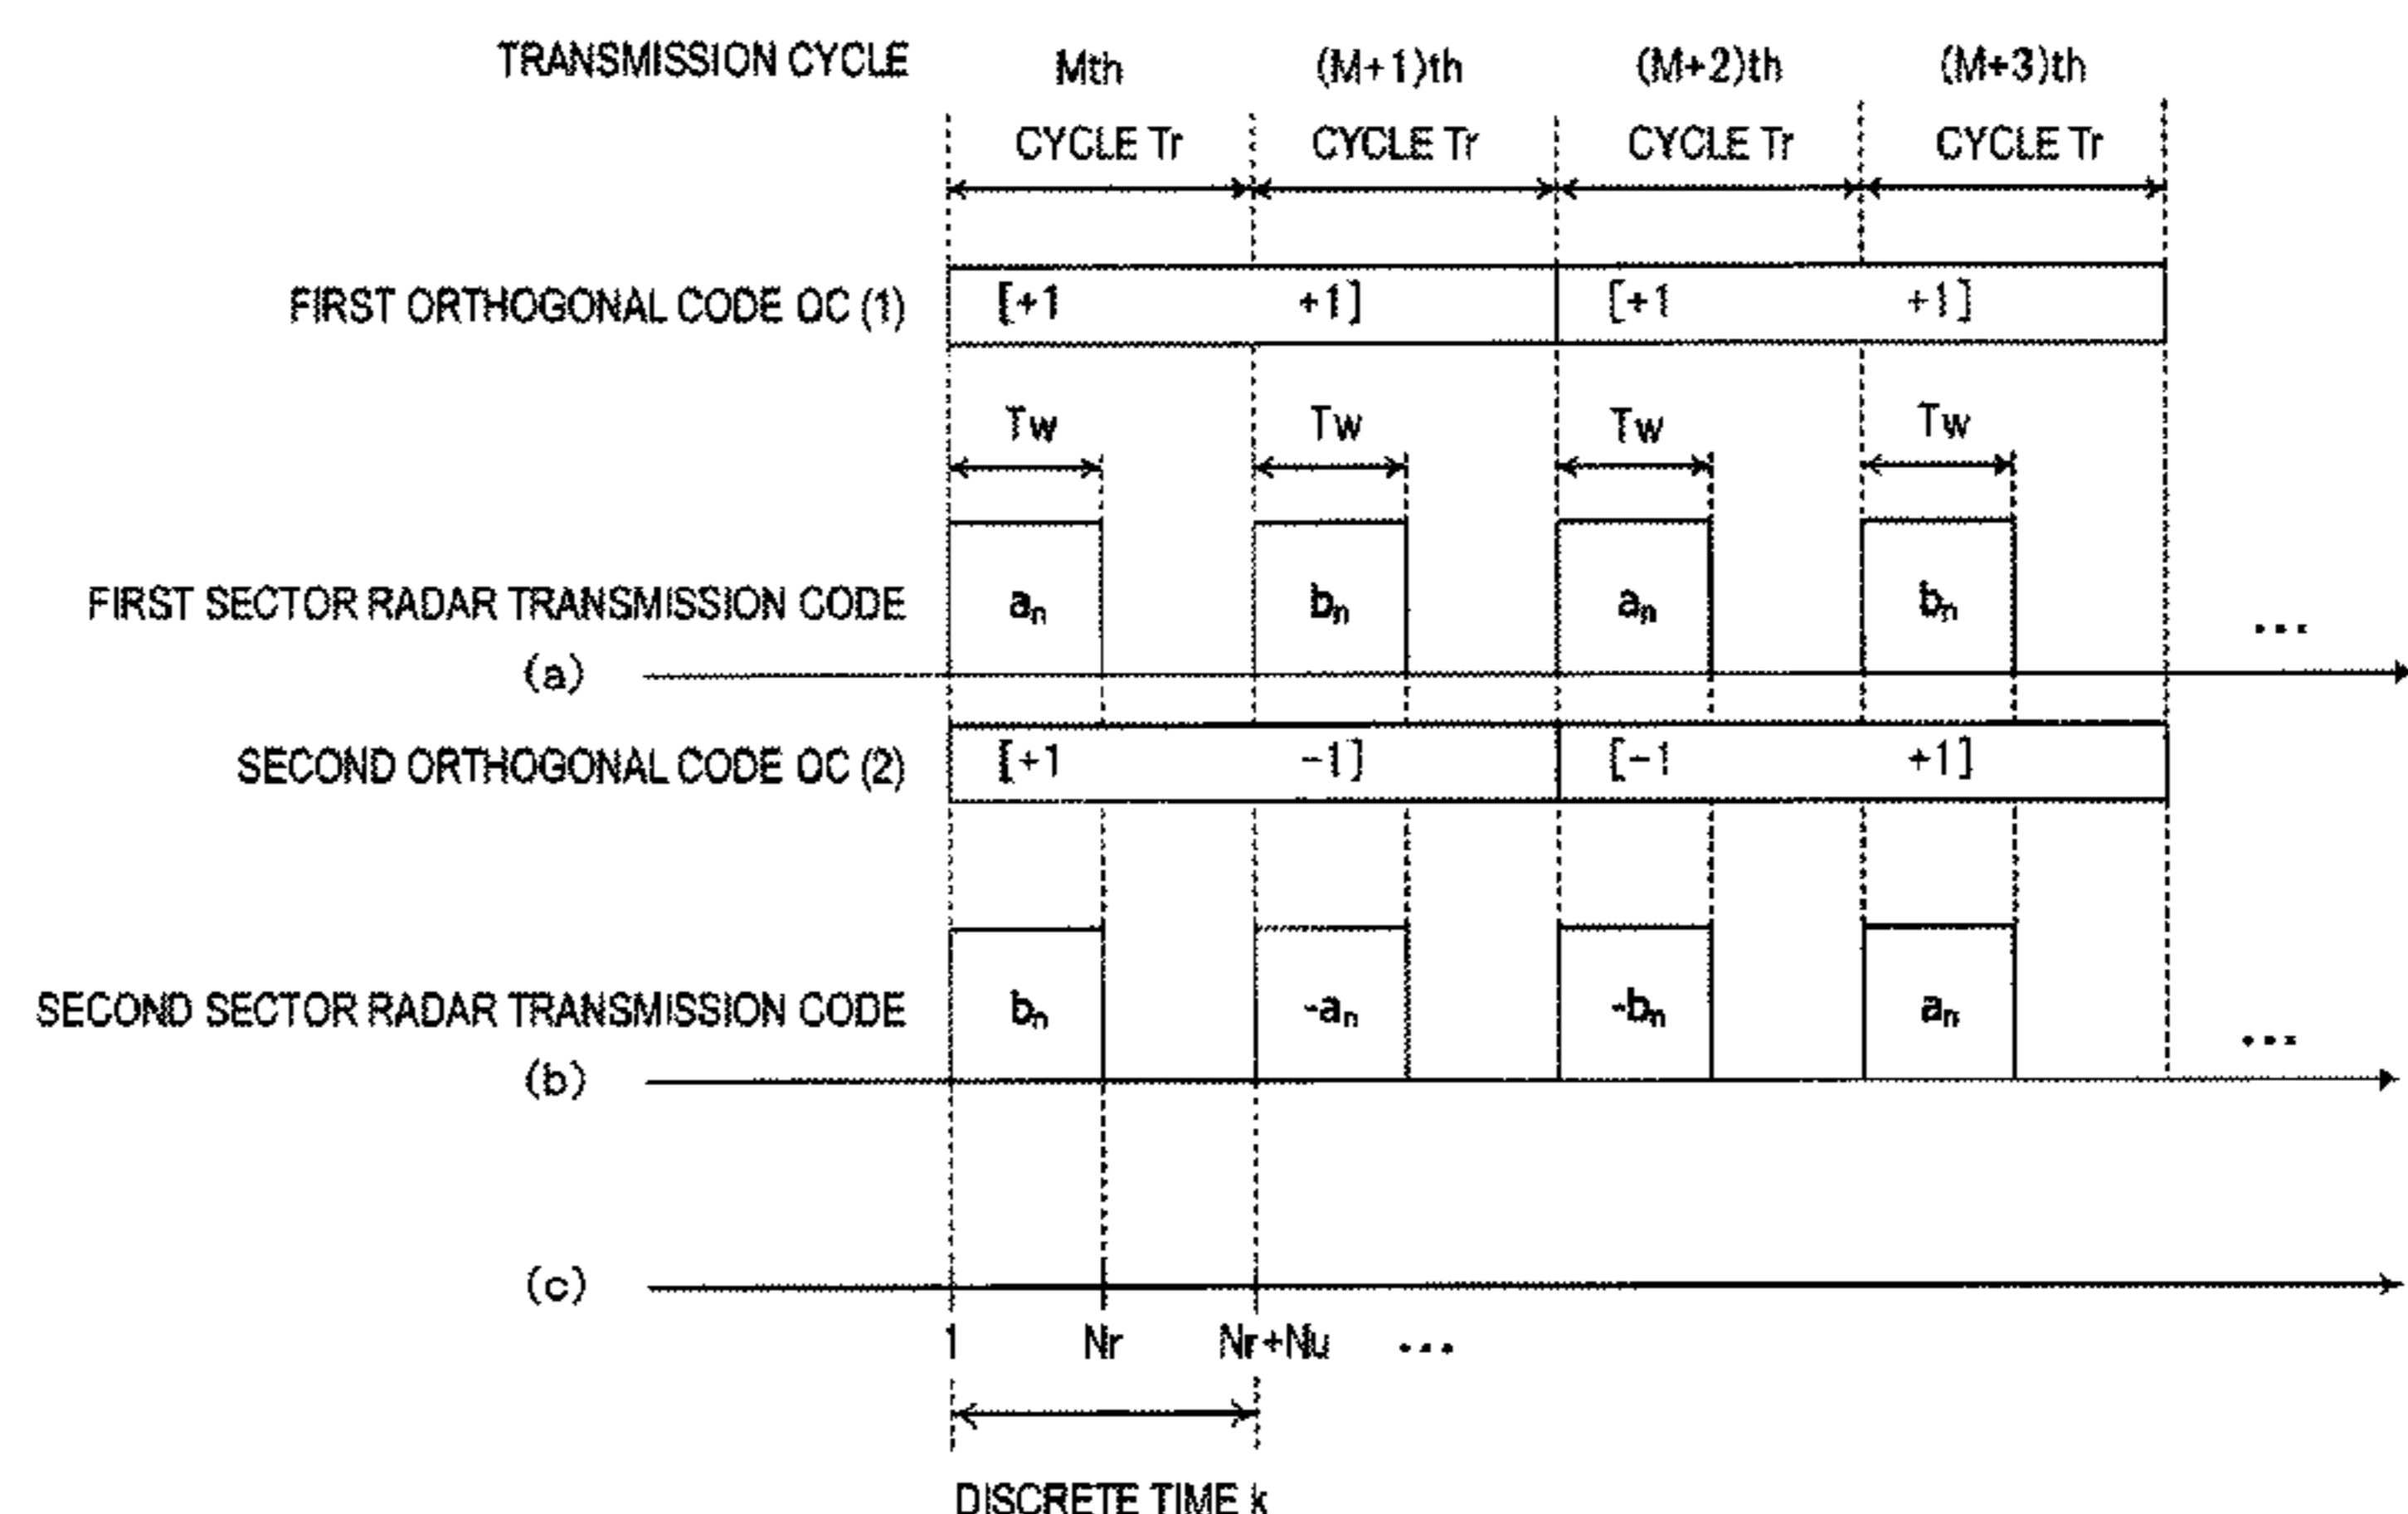 TRANSMISSION CYCLE Mth (M+1)th (M+2)th (M+3)th
CYCLE Tr CYCLE Tr CYCLE Tr CYCLE Tr
FIRST ORTHOGONAL CODE OC (1) [+1 +1] [+1 +1]
Tw Tw Tw Tw
FIRST SECTOR RADAR TRANSMISSION CODE an bn an bn ...
(a)
SECOND ORTHOGONAL CODE OC (2) [+1 -1] [-1 +1]
SECOND SECTOR RADAR TRANSMISSION CODE bn -an -bn an ...
(b)
(c)
1 Nr Nr+Nu ...
DISCRETE TIME k